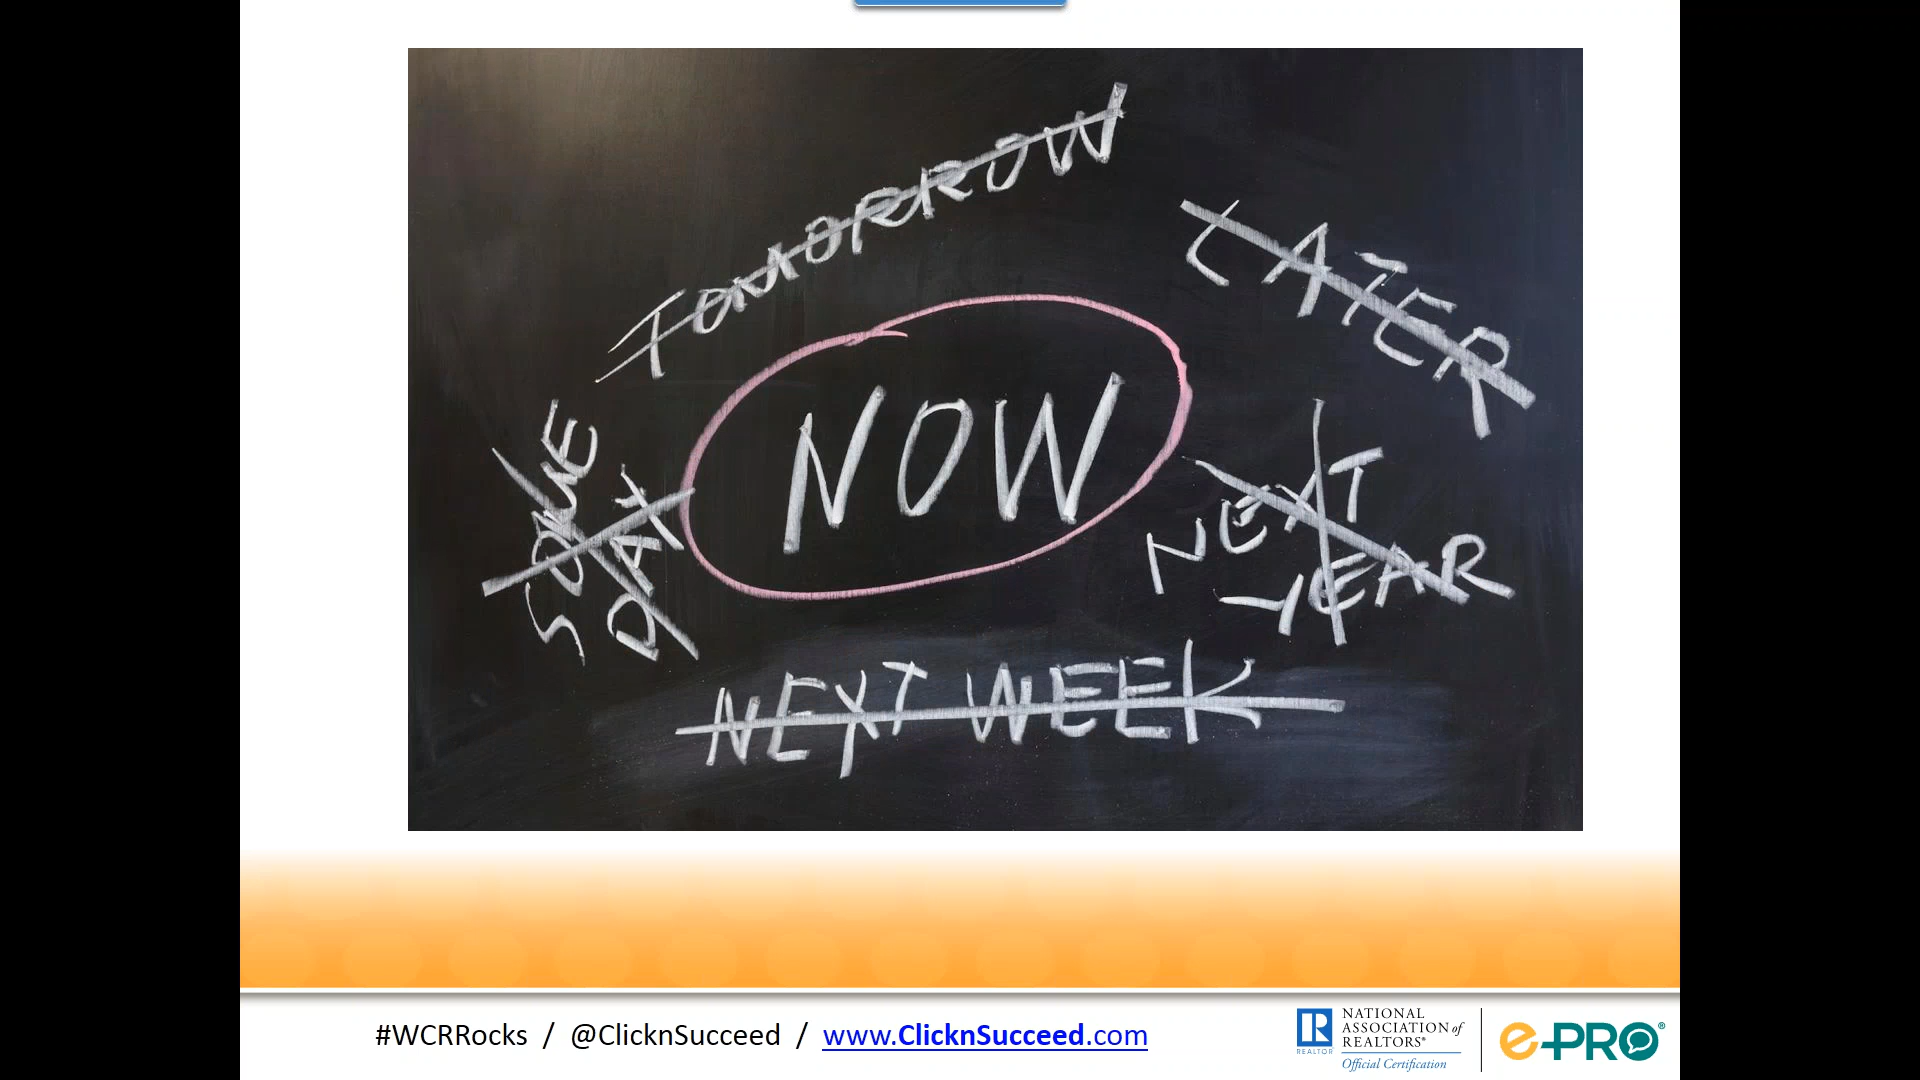 TOMORROW
LATER
NOW
SOME
DAY
NEXT
YEAR
NEXT WEEK
#WCRRocks / @ClicknSucceed / www.ClicknSucceed.com
R
REALTOR
NATIONAL
ASSOCIATION of
REALTORS®
Official Certification
e-PRO®